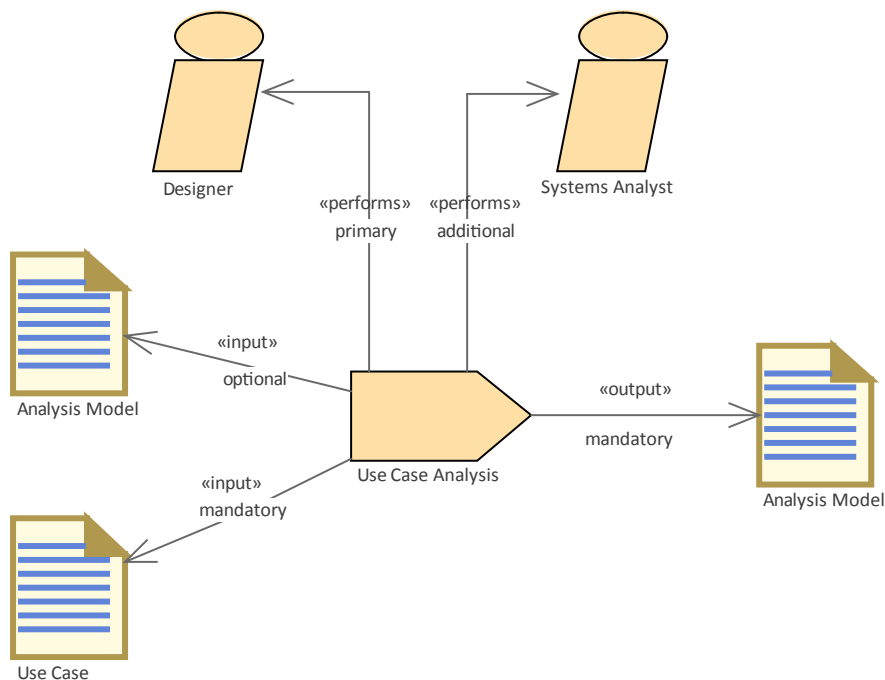 Designer
Systems Analyst
«performs»
primary
«performs»
additional
«input»
optional
Analysis Model
«output»
mandatory
Use Case Analysis
«input»
mandatory
Analysis Model
Use Case